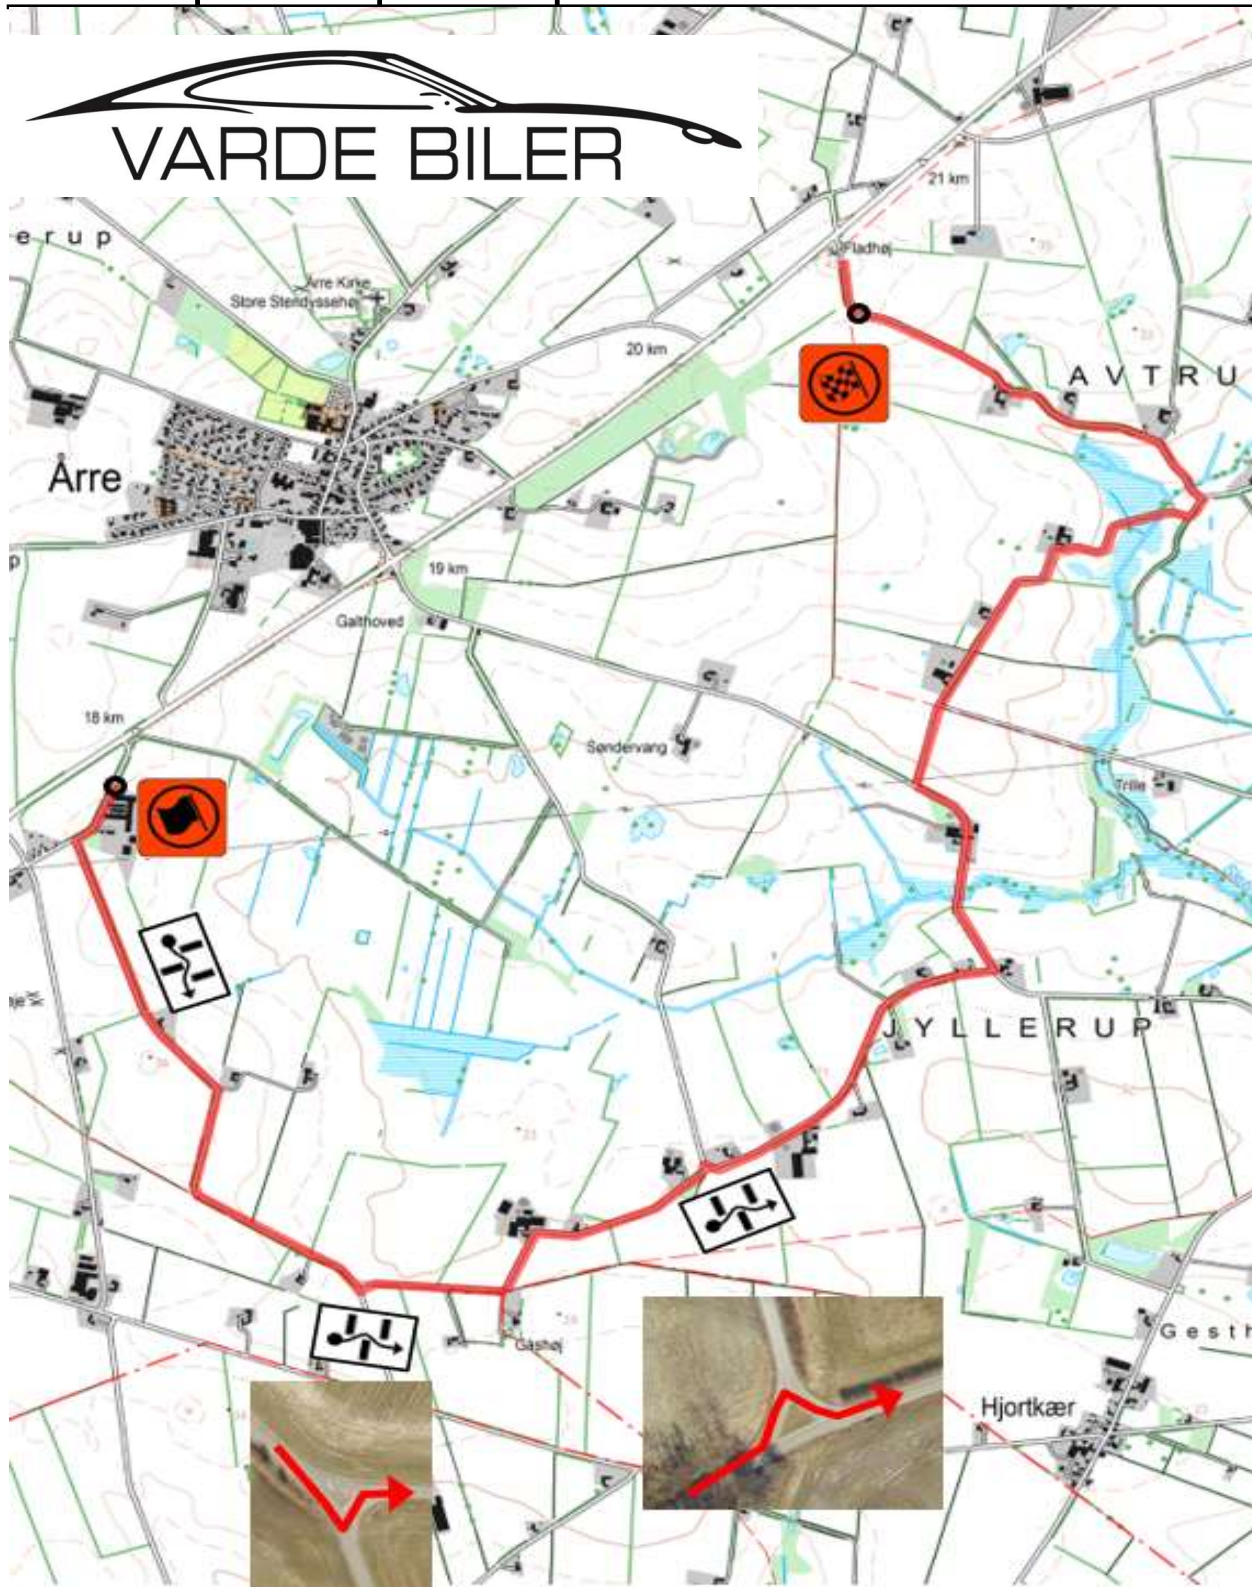 VARDE BILER
21 km
Fladhøj
erup
Årre Kirke
Store Stendyssehøj
20 km
AVTRU
Årre
19 km
Galthoved
18 km
Søndervang
Trille
JYLLERUP
Gåshøj
Gesth
Hjortkær